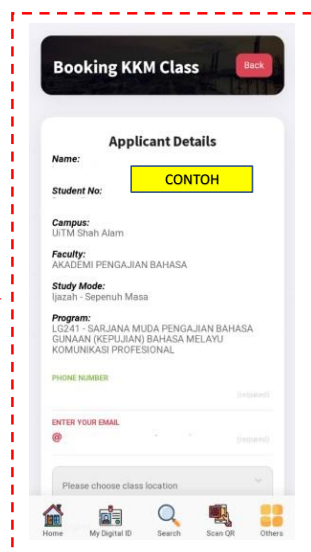 Booking KKM Class
Back
Applicant Details
Name:
CONTOH
Student No:
Campus:
UiTM Shah Alam
Faculty:
AKADEMI PENGAJIAN BAHASA
Study Mode:
Ijazah - Sepenuh Masa
Program:
LG241 - SARJANA MUDA PENGAJIAN BAHASA
GUNAAN (KEPUJIAN) BAHASA MELAYU
KOMUNIKASI PROFESIONAL
PHONE NUMBER
(required)
ENTER YOUR EMAIL
@
(required)
Please choose class location
Home My Digital ID Search Scan QR Others